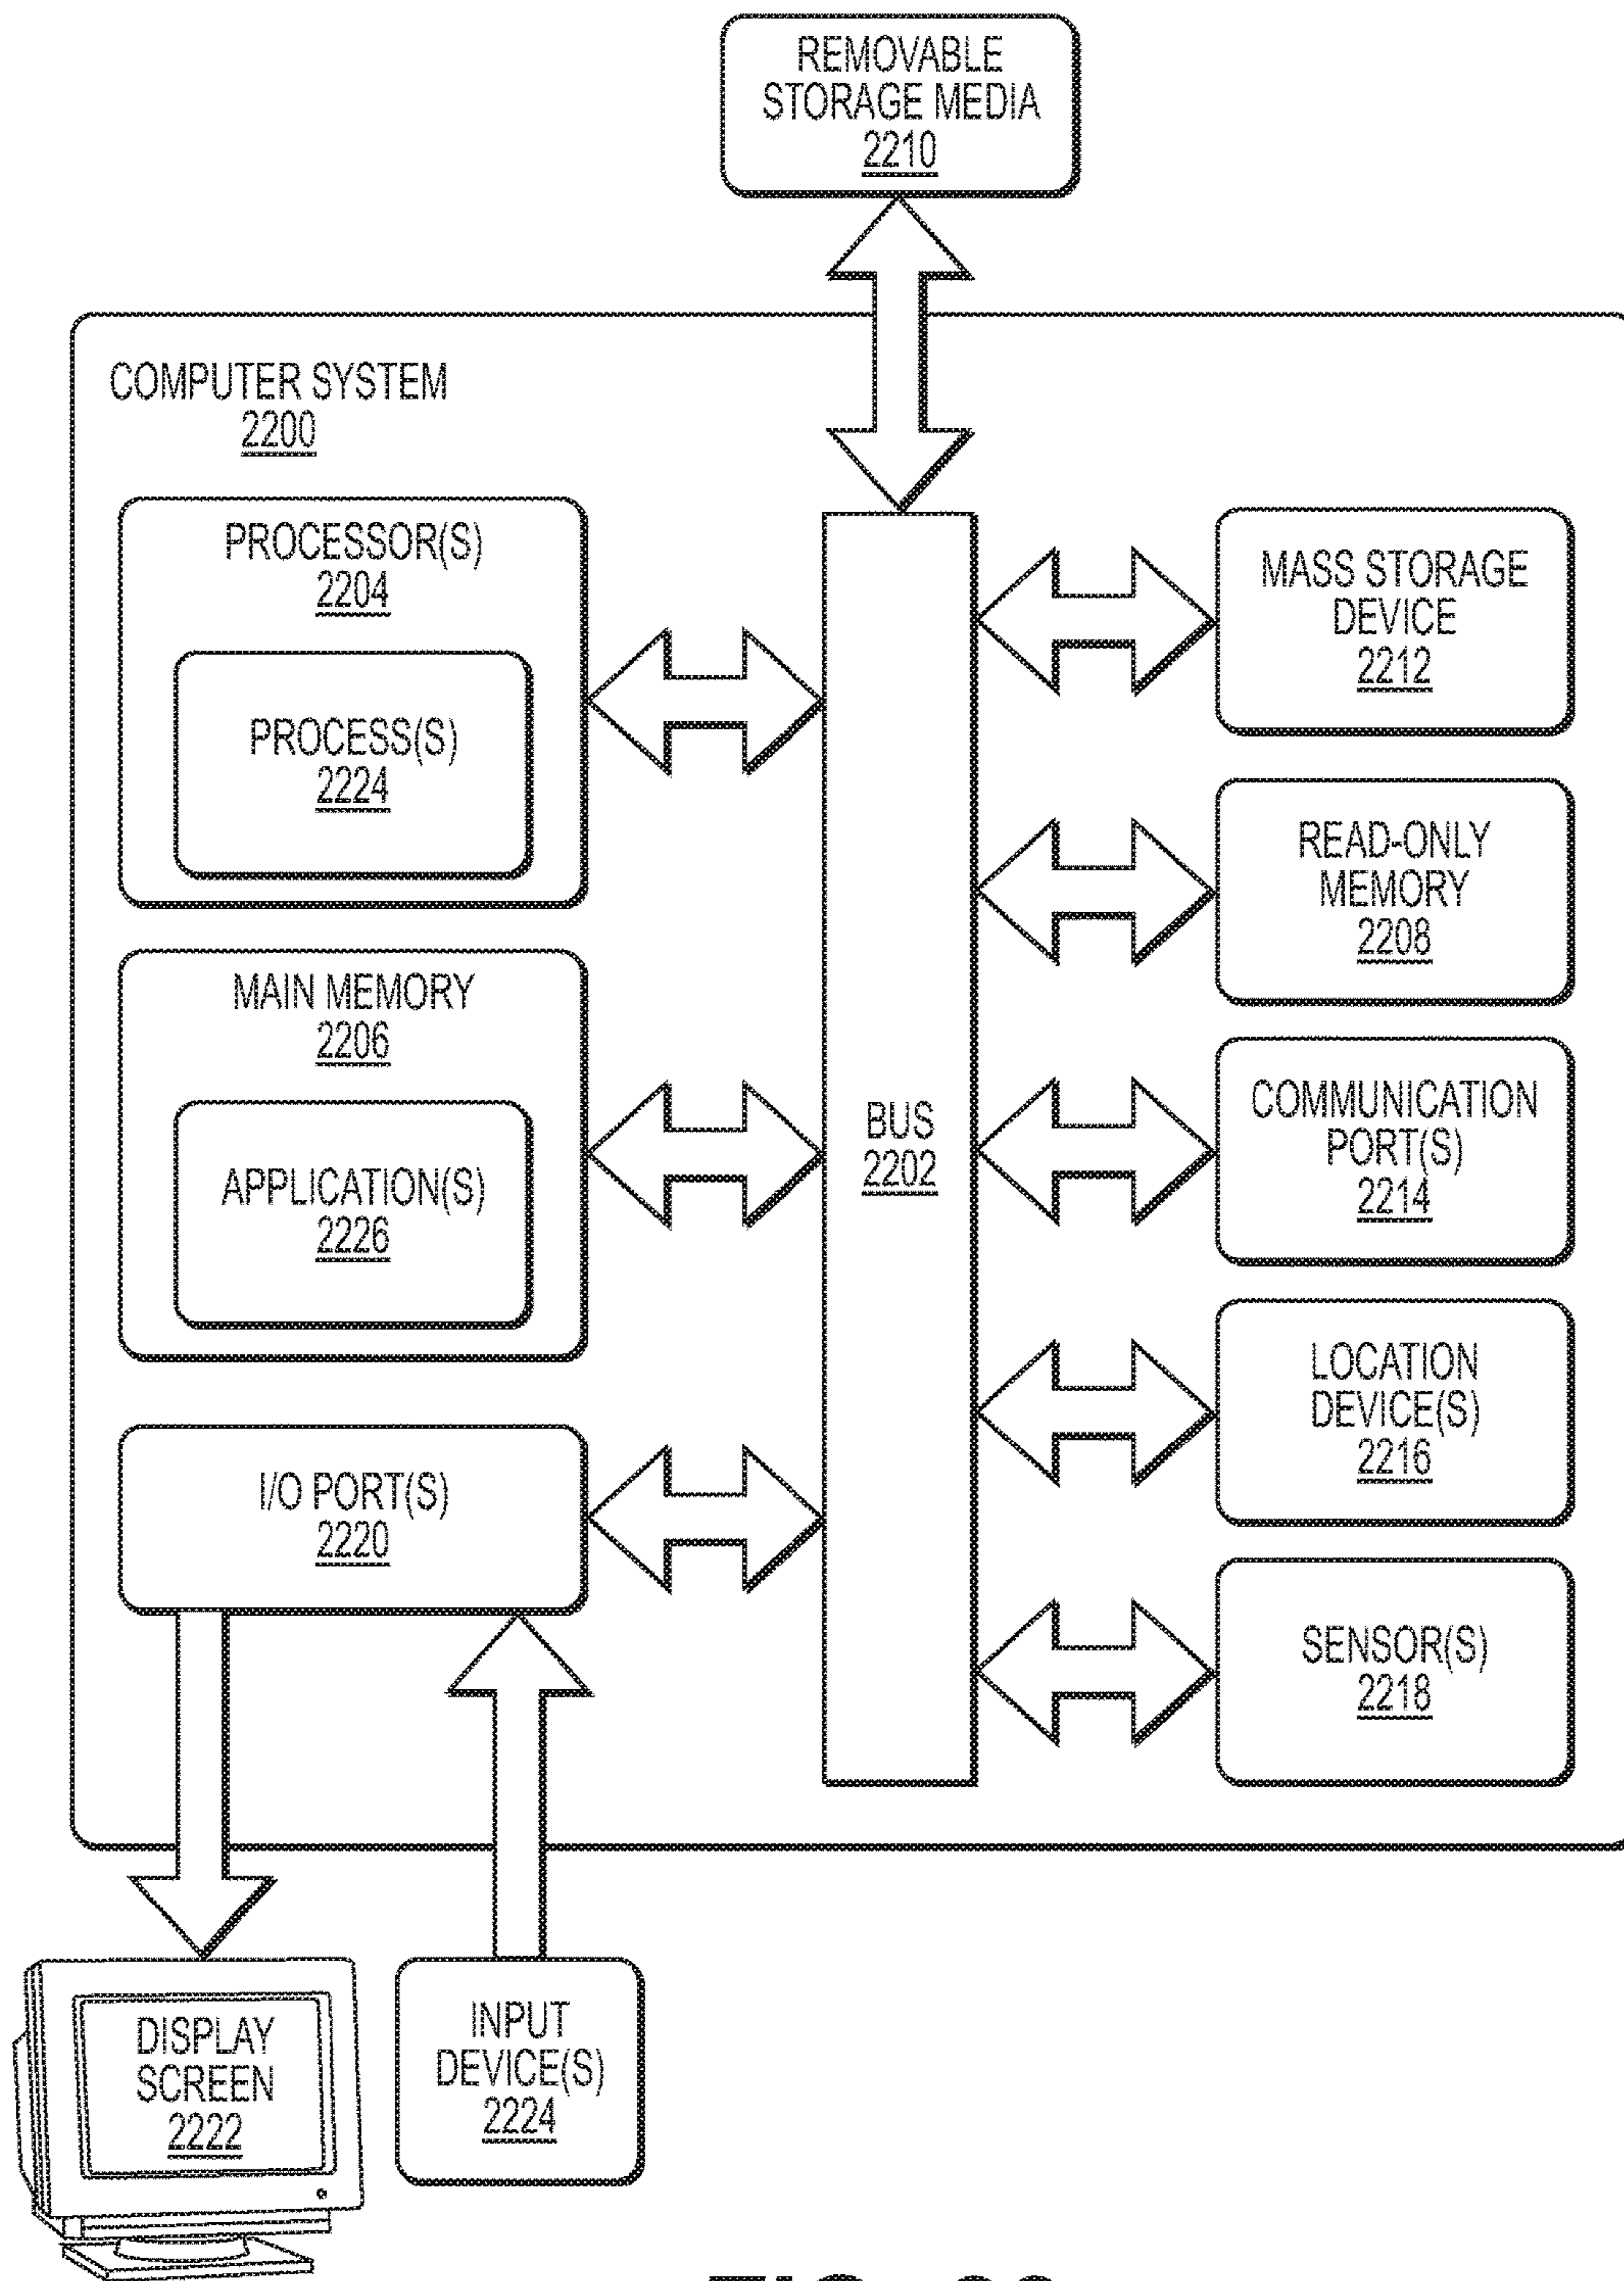 REMOVABLE
STORAGE MEDIA
2210
COMPUTER SYSTEM
2200
PROCESSOR(S)
2204
PROCESS(S)
2224
MAIN MEMORY
2206
APPLICATION(S)
2226
I/O PORT(S)
2220
BUS
2202
MASS STORAGE
DEVICE
2212
READ-ONLY
MEMORY
2208
COMMUNICATION
PORT(S)
2214
LOCATION
DEVICE(S)
2216
SENSOR(S)
2218
DISPLAY
SCREEN
2222
INPUT
DEVICE(S)
2224